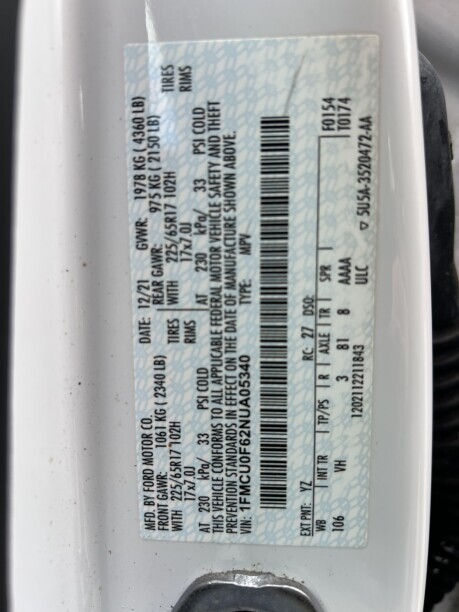 MFD. BY FORD MOTOR CO.
DATE: 12/21 GVWR: 1978 KG ( 4360 LB)
FRONT GAWR: 1061 KG ( 2340 LB) REAR GAWR: 975 KG ( 2150 LB)
WITH 225/65R17 102H TIRES WITH 225/65R17 102H TIRES
17x7.0J RIMS 17x7.0J RIMS
AT 230 kPa/ 33 PSI COLD AT 230 kPa/ 33 PSI COLD
THIS VEHICLE CONFORMS TO ALL APPLICABLE FEDERAL MOTOR VEHICLE SAFETY AND THEFT
PREVENTION STANDARDS IN EFFECT ON THE DATE OF MANUFACTURE SHOWN ABOVE.
VIN: 1FMCU0F62NUA05340 TYPE: MPV
F0154
T0174
EXT PNT: YZ RC: 27 DSO:
WB INT TR TP/PS R AXLE TR SPR
106 VH 3 81 8 AAAA
ULC
1202112211843 ▽ 5U5A-3520472-AA